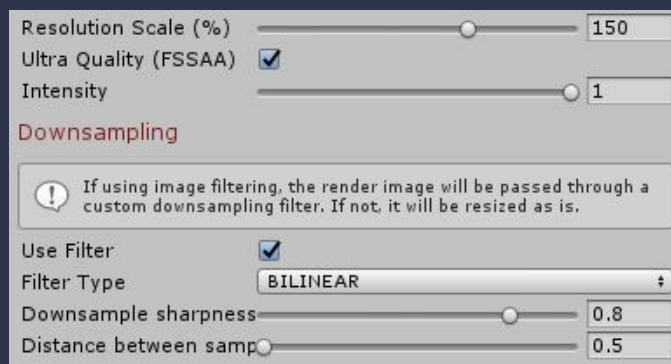 Resolution Scale (%) 150
Ultra Quality (FSSAA)
Intensity 1
Downsampling
If using image filtering, the render image will be passed through a
custom downsampling filter. If not, it will be resized as is.
Use Filter
Filter Type BILINEAR
Downsample sharpness 0.8
Distance between samp 0.5